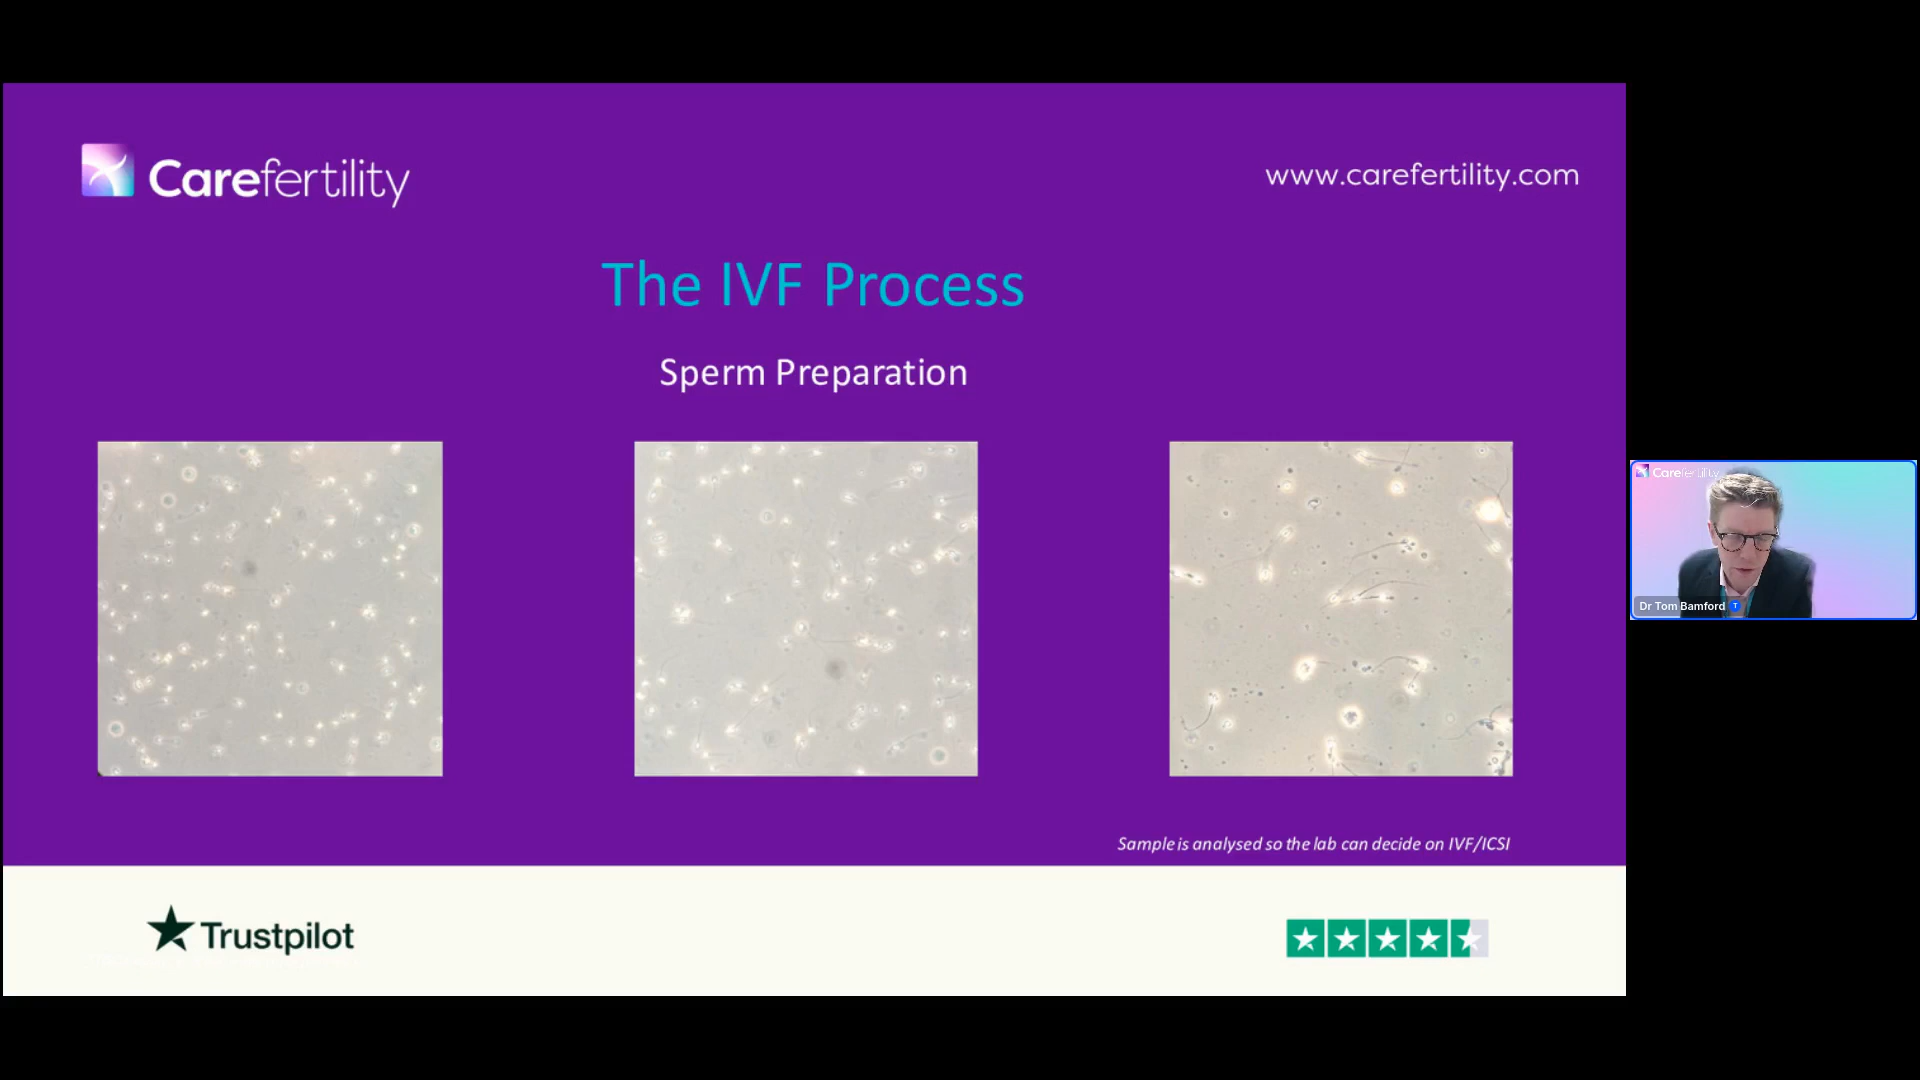 Carefertility
www.carefertility.com
The IVF Process
Sperm Preparation
Carefertility
Dr Tom Bamford T
Sample is analysed so the lab can decide on IVF/ICSI
Trustpilot